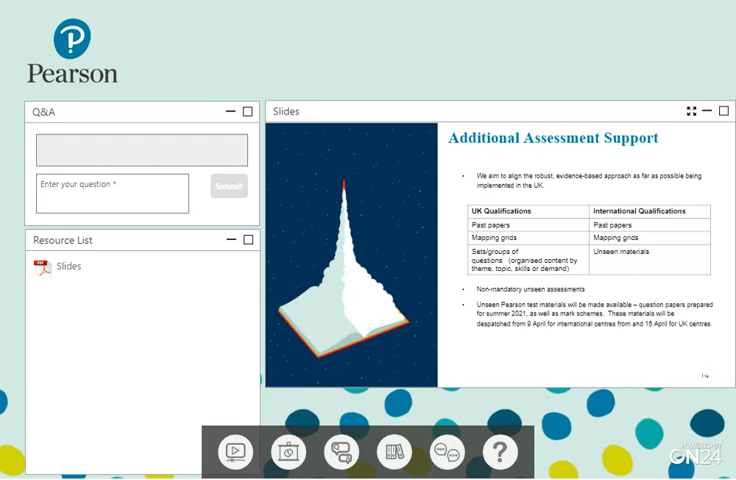 Pearson
Q&A
Enter your question *
Submit
Resource List
PDF
Slides
Slides
Additional Assessment Support
• We aim to align the robust, evidence-based approach as far as possible being
implemented in the UK.
UK Qualifications International Qualifications
Past papers Past papers
Mapping grids Mapping grids
Sets/groups of Unseen materials
questions (organised content by
theme, topic, skills or demand)
• Non-mandatory unseen assessments
• Unseen Pearson test materials will be made available – question papers prepared
for summer 2021, as well as mark schemes. These materials will be
despatched from 9 April for international centres from and 16 April for UK centres.
?
POWERED BY
ON24